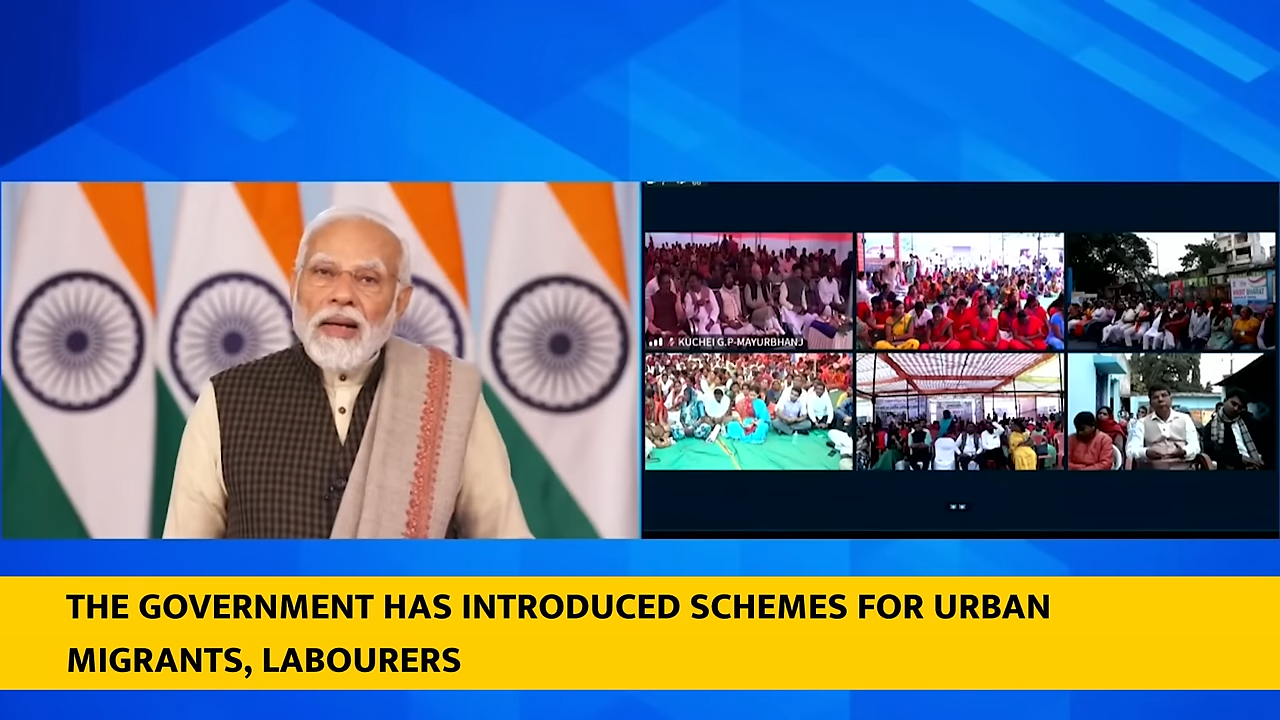 KUCHEI G.P-MAYURBHANJ
THE GOVERNMENT HAS INTRODUCED SCHEMES FOR URBAN
MIGRANTS, LABOURERS